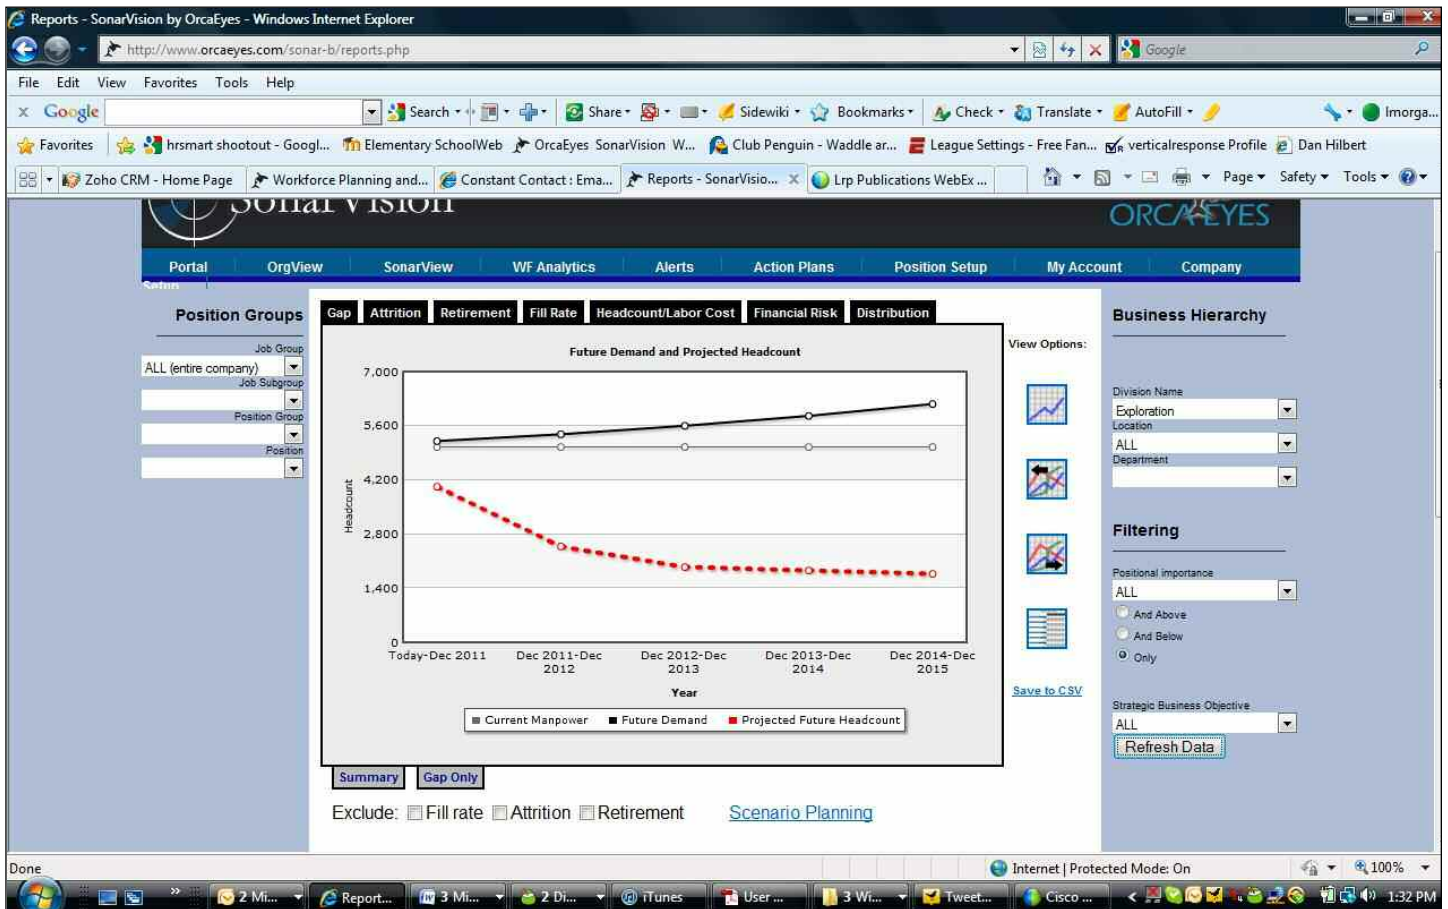 Reports - SonarVision by OrcaEyes - Windows Internet Explorer
http://www.orcaeyes.com/sonar-b/reports.php
Google
File Edit View Favorites Tools Help
x Google Search Share Sidewiki Bookmarks Check Translate AutoFill lmorga...
Favorites hrsmart shootout - Googl... Elementary SchoolWeb OrcaEyes SonarVision W... Club Penguin - Waddle ar... League Settings - Free Fan... verticalresponse Profile Dan Hilbert
Zoho CRM - Home Page Workforce Planning and... Constant Contact : Ema... Reports - SonarVisio... x Lrp Publications WebEx ... Page Safety Tools
SonarVision ORCA EYES
Portal OrgView SonarView WF Analytics Alerts Action Plans Position Setup My Account Company
Setup
Position Groups
Job Group
ALL (entire company)
Job Subgroup
Position Group
Position
Gap Attrition Retirement Fill Rate Headcount/Labor Cost Financial Risk Distribution
Future Demand and Projected Headcount
7,000
5,600
4,200
2,800
1,400
0
Headcount
Today-Dec 2011 Dec 2011-Dec 2012 Dec 2012-Dec 2013 Dec 2013-Dec 2014 Dec 2014-Dec 2015
Year
Current Manpower Future Demand Projected Future Headcount
Summary Gap Only
Exclude: Fill rate Attrition Retirement Scenario Planning
View Options:
Save to CSV
Business Hierarchy
Division Name
Exploration
Location
ALL
Department
Filtering
Positional importance
ALL
And Above
And Below
Only
Strategic Business Objective
ALL
Refresh Data
Done Internet | Protected Mode: On 100%
2 Mi... Report... 3 Mi... 2 Di... iTunes User ... 3 Wi... Tweet... Cisco ... 1:32 PM